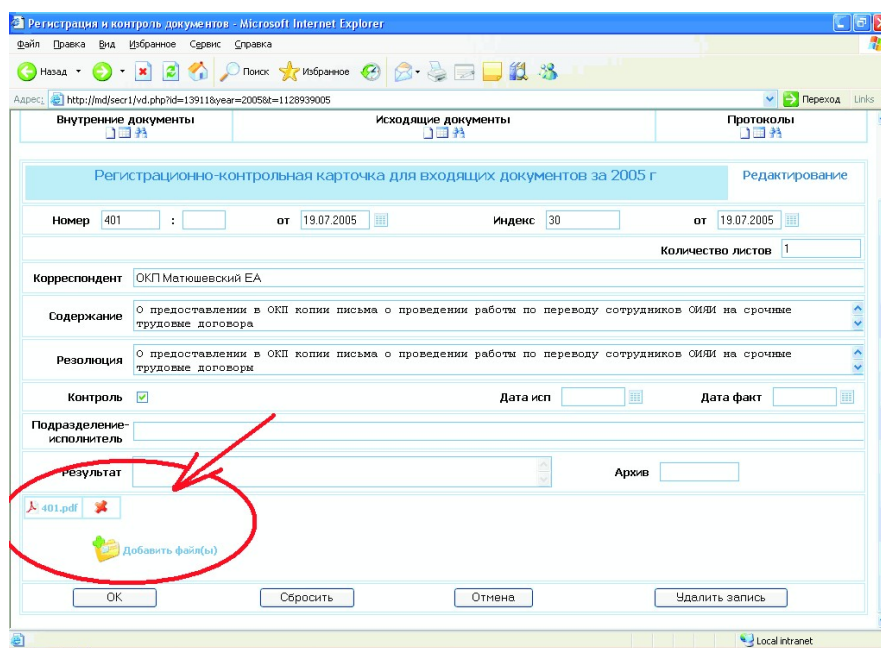 Регистрация и контроль документов - Microsoft Internet Explorer
Файл Правка Вид Избранное Сервис Справка
Назад Поиск Избранное
Адрес: http://md/secr1/vd.php?id=13911&year=2005&t=1128939005 Переход Links
Внутренние документы Исходящие документы Протоколы
Регистрационно-контрольная карточка для входящих документов за 2005 г Редактирование
Номер 401 : от 19.07.2005 Индекс 30 от 19.07.2005
Количество листов 1
Корреспондент ОКП Матюшевский ЕА
Содержание О предоставлении в ОКП копии письма о проведении работы по переводу сотрудников ОИЯИ на срочные
трудовые договора
Резолюция О предоставлении в ОКП копии письма о проведении работы по переводу сотрудников ОИЯИ на срочные
трудовые договоры
Контроль Дата исп Дата факт
Подразделение-
исполнитель
Результат Архив
401.pdf
Добавить файл(ы)
OK Сбросить Отмена Удалить запись
Local intranet